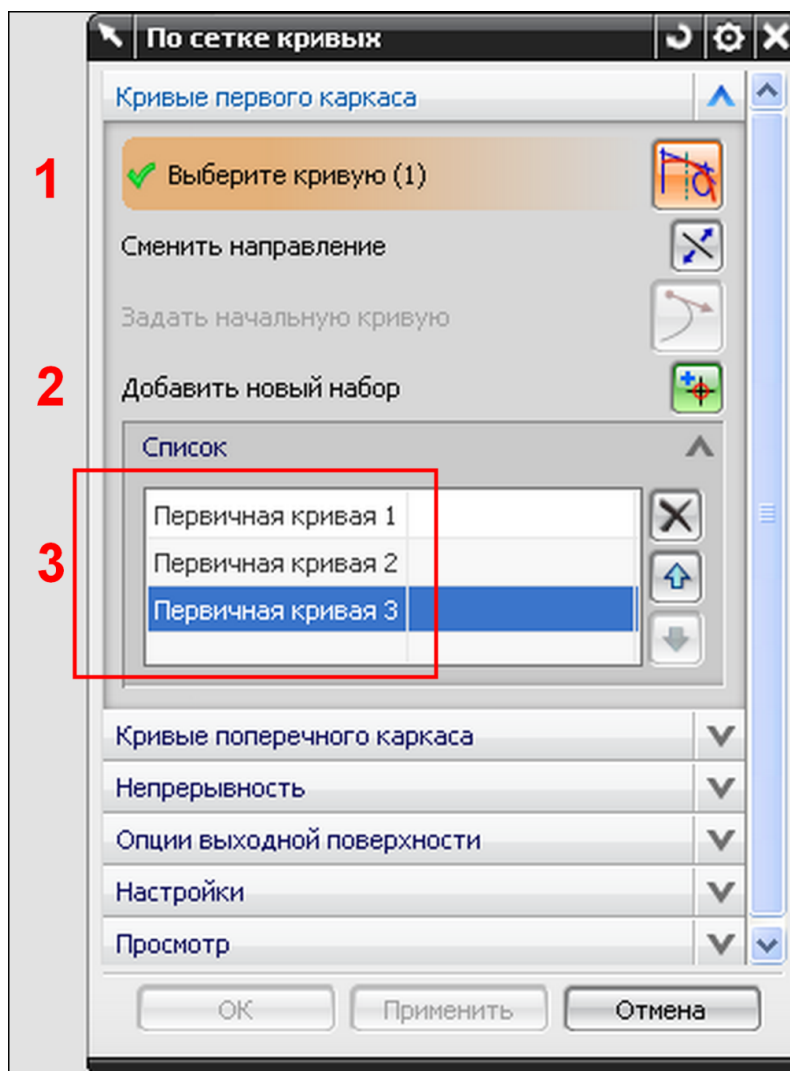 По сетке кривых
Кривые первого каркаса
1
Выберите кривую (1)
Сменить направление
Задать начальную кривую
2
Добавить новый набор
Список
3
Первичная кривая 1
Первичная кривая 2
Первичная кривая 3
Кривые поперечного каркаса
Непрерывность
Опции выходной поверхности
Настройки
Просмотр
ОК
Применить
Отмена